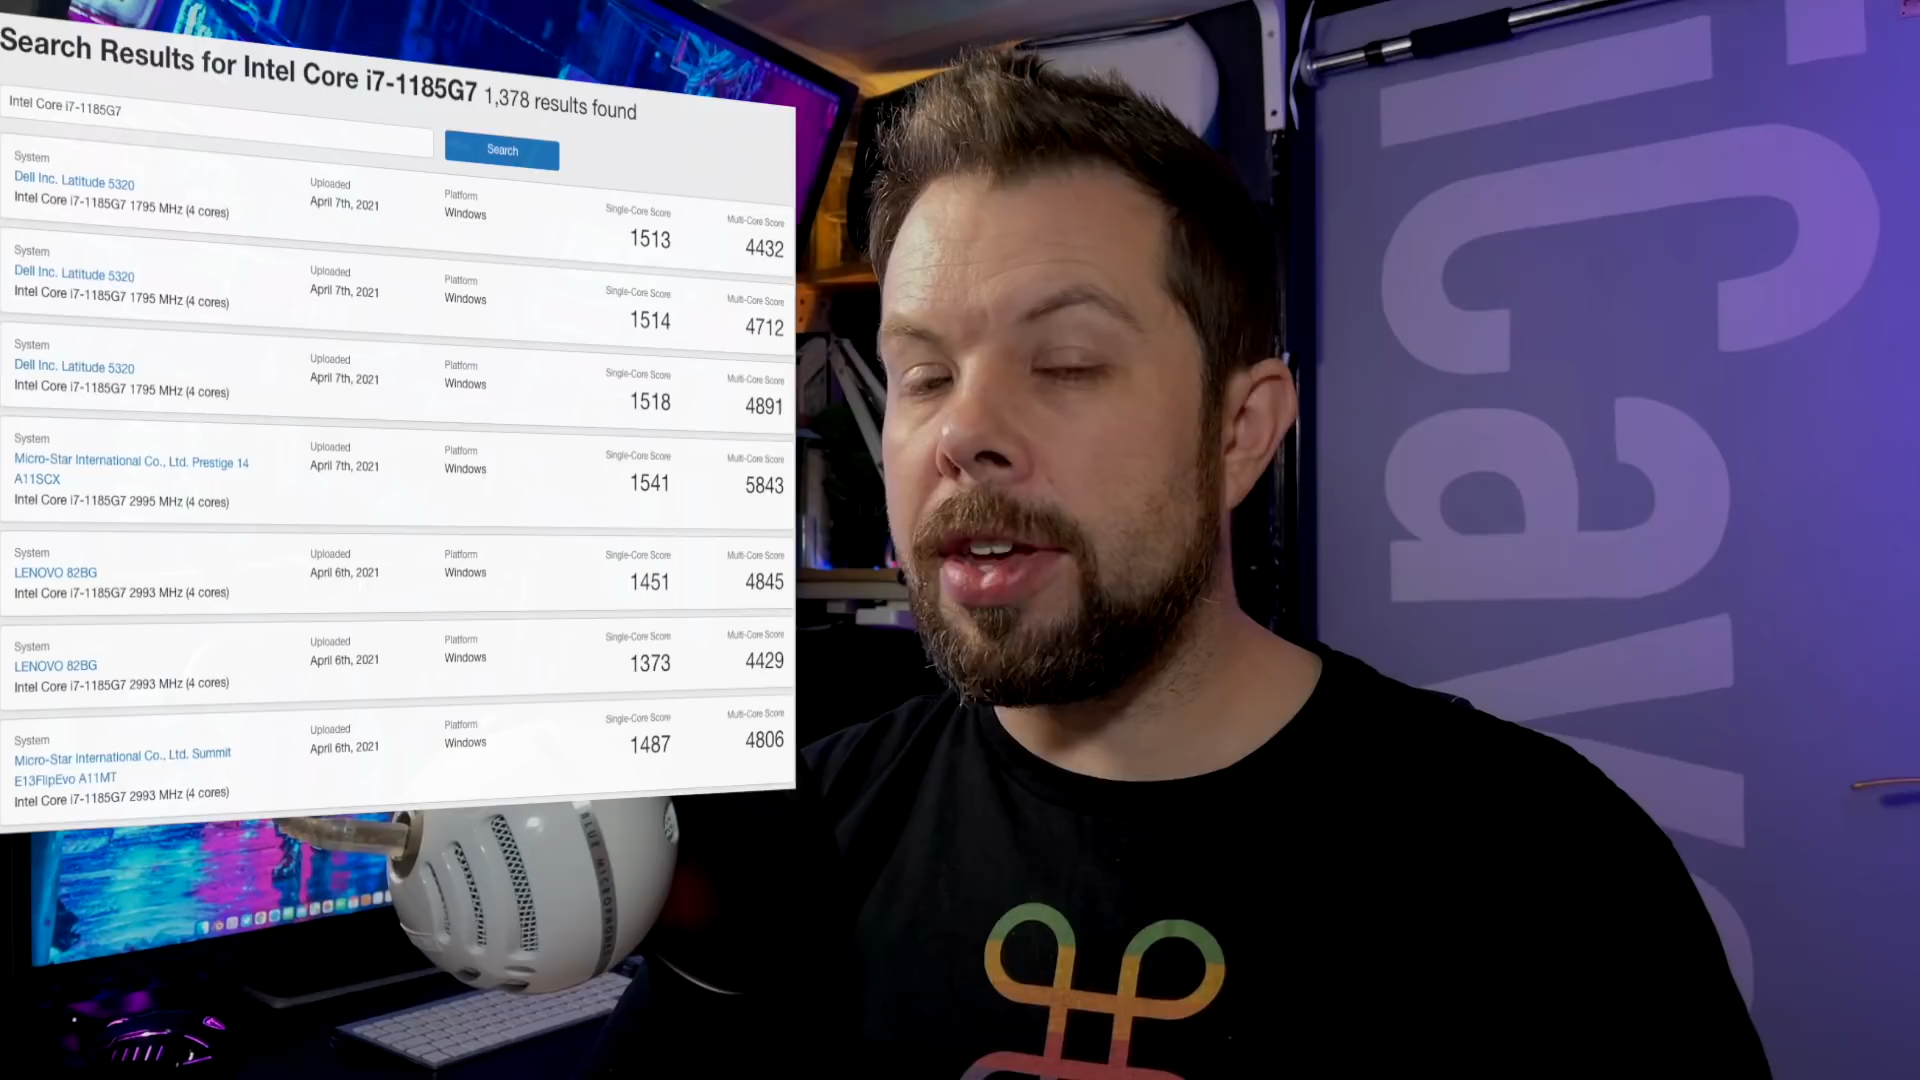 Search Results for Intel Core i7-1185G7 1,378 results found
Intel Core i7-1185G7
Search
System
Dell Inc. Latitude 5320
Intel Core i7-1185G7 1795 MHz (4 cores)
Uploaded
April 7th, 2021
Platform
Windows
Single-Core Score
1513
Multi-Core Score
4432
System
Dell Inc. Latitude 5320
Intel Core i7-1185G7 1795 MHz (4 cores)
Uploaded
April 7th, 2021
Platform
Windows
Single-Core Score
1514
Multi-Core Score
4712
System
Dell Inc. Latitude 5320
Intel Core i7-1185G7 1795 MHz (4 cores)
Uploaded
April 7th, 2021
Platform
Windows
Single-Core Score
1518
Multi-Core Score
4891
System
Micro-Star International Co., Ltd. Prestige 14
A11SCX
Intel Core i7-1185G7 2995 MHz (4 cores)
Uploaded
April 7th, 2021
Platform
Windows
Single-Core Score
1541
Multi-Core Score
5843
System
LENOVO 82BG
Intel Core i7-1185G7 2993 MHz (4 cores)
Uploaded
April 6th, 2021
Platform
Windows
Single-Core Score
1451
Multi-Core Score
4845
System
LENOVO 82BG
Intel Core i7-1185G7 2993 MHz (4 cores)
Uploaded
April 6th, 2021
Platform
Windows
Single-Core Score
1373
Multi-Core Score
4429
System
Micro-Star International Co., Ltd. Summit
E13FlipEvo A11MT
Intel Core i7-1185G7 2993 MHz (4 cores)
Uploaded
April 6th, 2021
Platform
Windows
Single-Core Score
1487
Multi-Core Score
4806
BLUE MICROPHONES